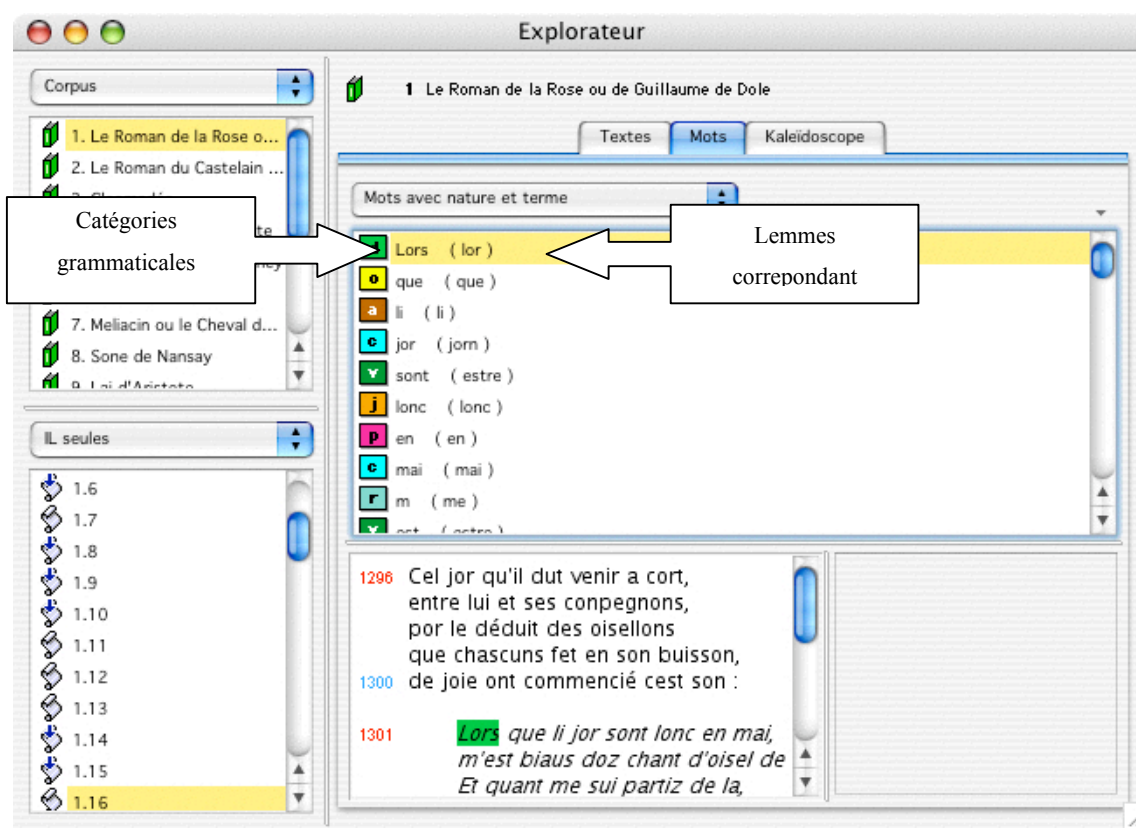 Explorateur
Corpus
1. Le Roman de la Rose o...
2. Le Roman du Castelain ...
7. Meliacin ou le Cheval d...
8. Sone de Nansay
9. Lai d'Aristote
IL seules
1.6
1.7
1.8
1.9
1.10
1.11
1.12
1.13
1.14
1.15
1.16
1 Le Roman de la Rose ou de Guillaume de Dole
Textes Mots Kaleïdoscope
Mots avec nature et terme
Catégories
grammaticales
Lemmes
correpondant
Lors ( lor )
o que ( que )
a li ( li )
c jor ( jorn )
v sont ( estre )
j lonc ( lonc )
p en ( en )
c mai ( mai )
r m ( me )
v est ( estre )
1296 Cel jor qu'il dut venir a cort,
entre lui et ses conpegnons,
por le déduit des oisellons
que chascuns fet en son buisson,
1300 de joie ont commencié cest son :
1301 Lors que li jor sont lonc en mai,
m'est biaus doz chant d'oisel de
Et quant me sui partiz de la,